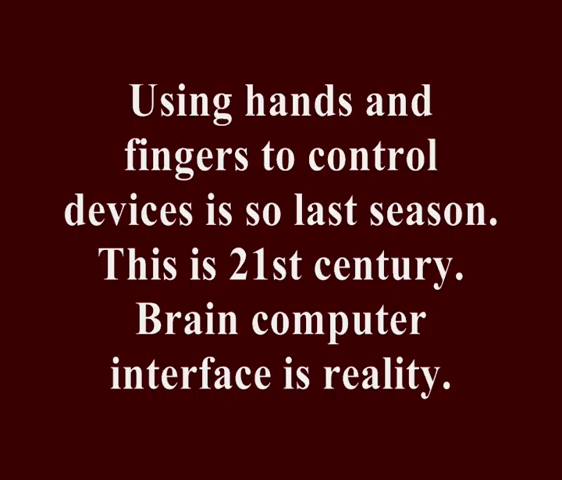 Using hands and
fingers to control
devices is so last season.
This is 21st century.
Brain computer
interface is reality.